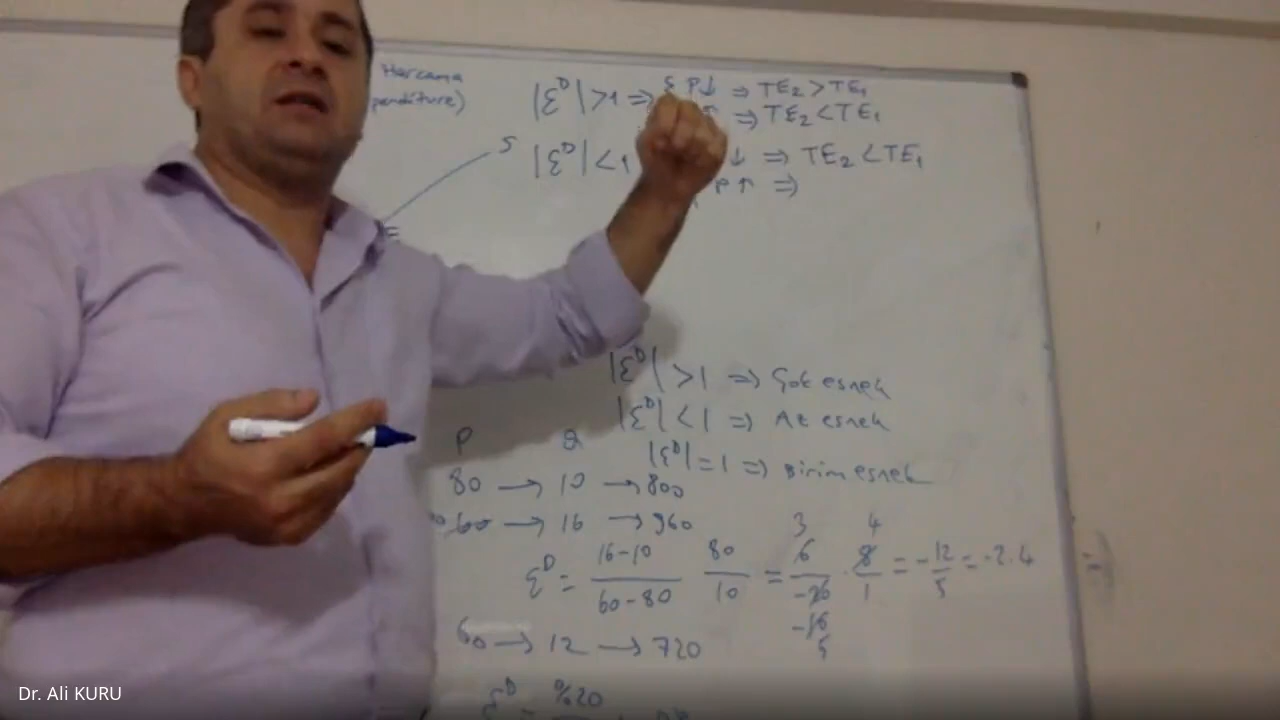 Harcama
penditure)
|ε^D| > 1 => { P↓ => TE₂ > TE₁
↑ => TE₂ < TE₁
|ε^D| < 1 ↓ => TE₂ < TE₁
P↑ =>
|ε^D| > 1 => Çok esnek
|ε^D| < 1 => Az esnek
|ε^D| = 1 => Birim esnek
P Q
80 → 10 → 800
60 → 16 → 960
ε^D = 16-10 / 60-80 80 / 10 = 6 / -20 · 8 / 1 = -12 / 5 = -2.4 =>
60 → 12 → 720
ε^D = %20
Dr. Ali KURU